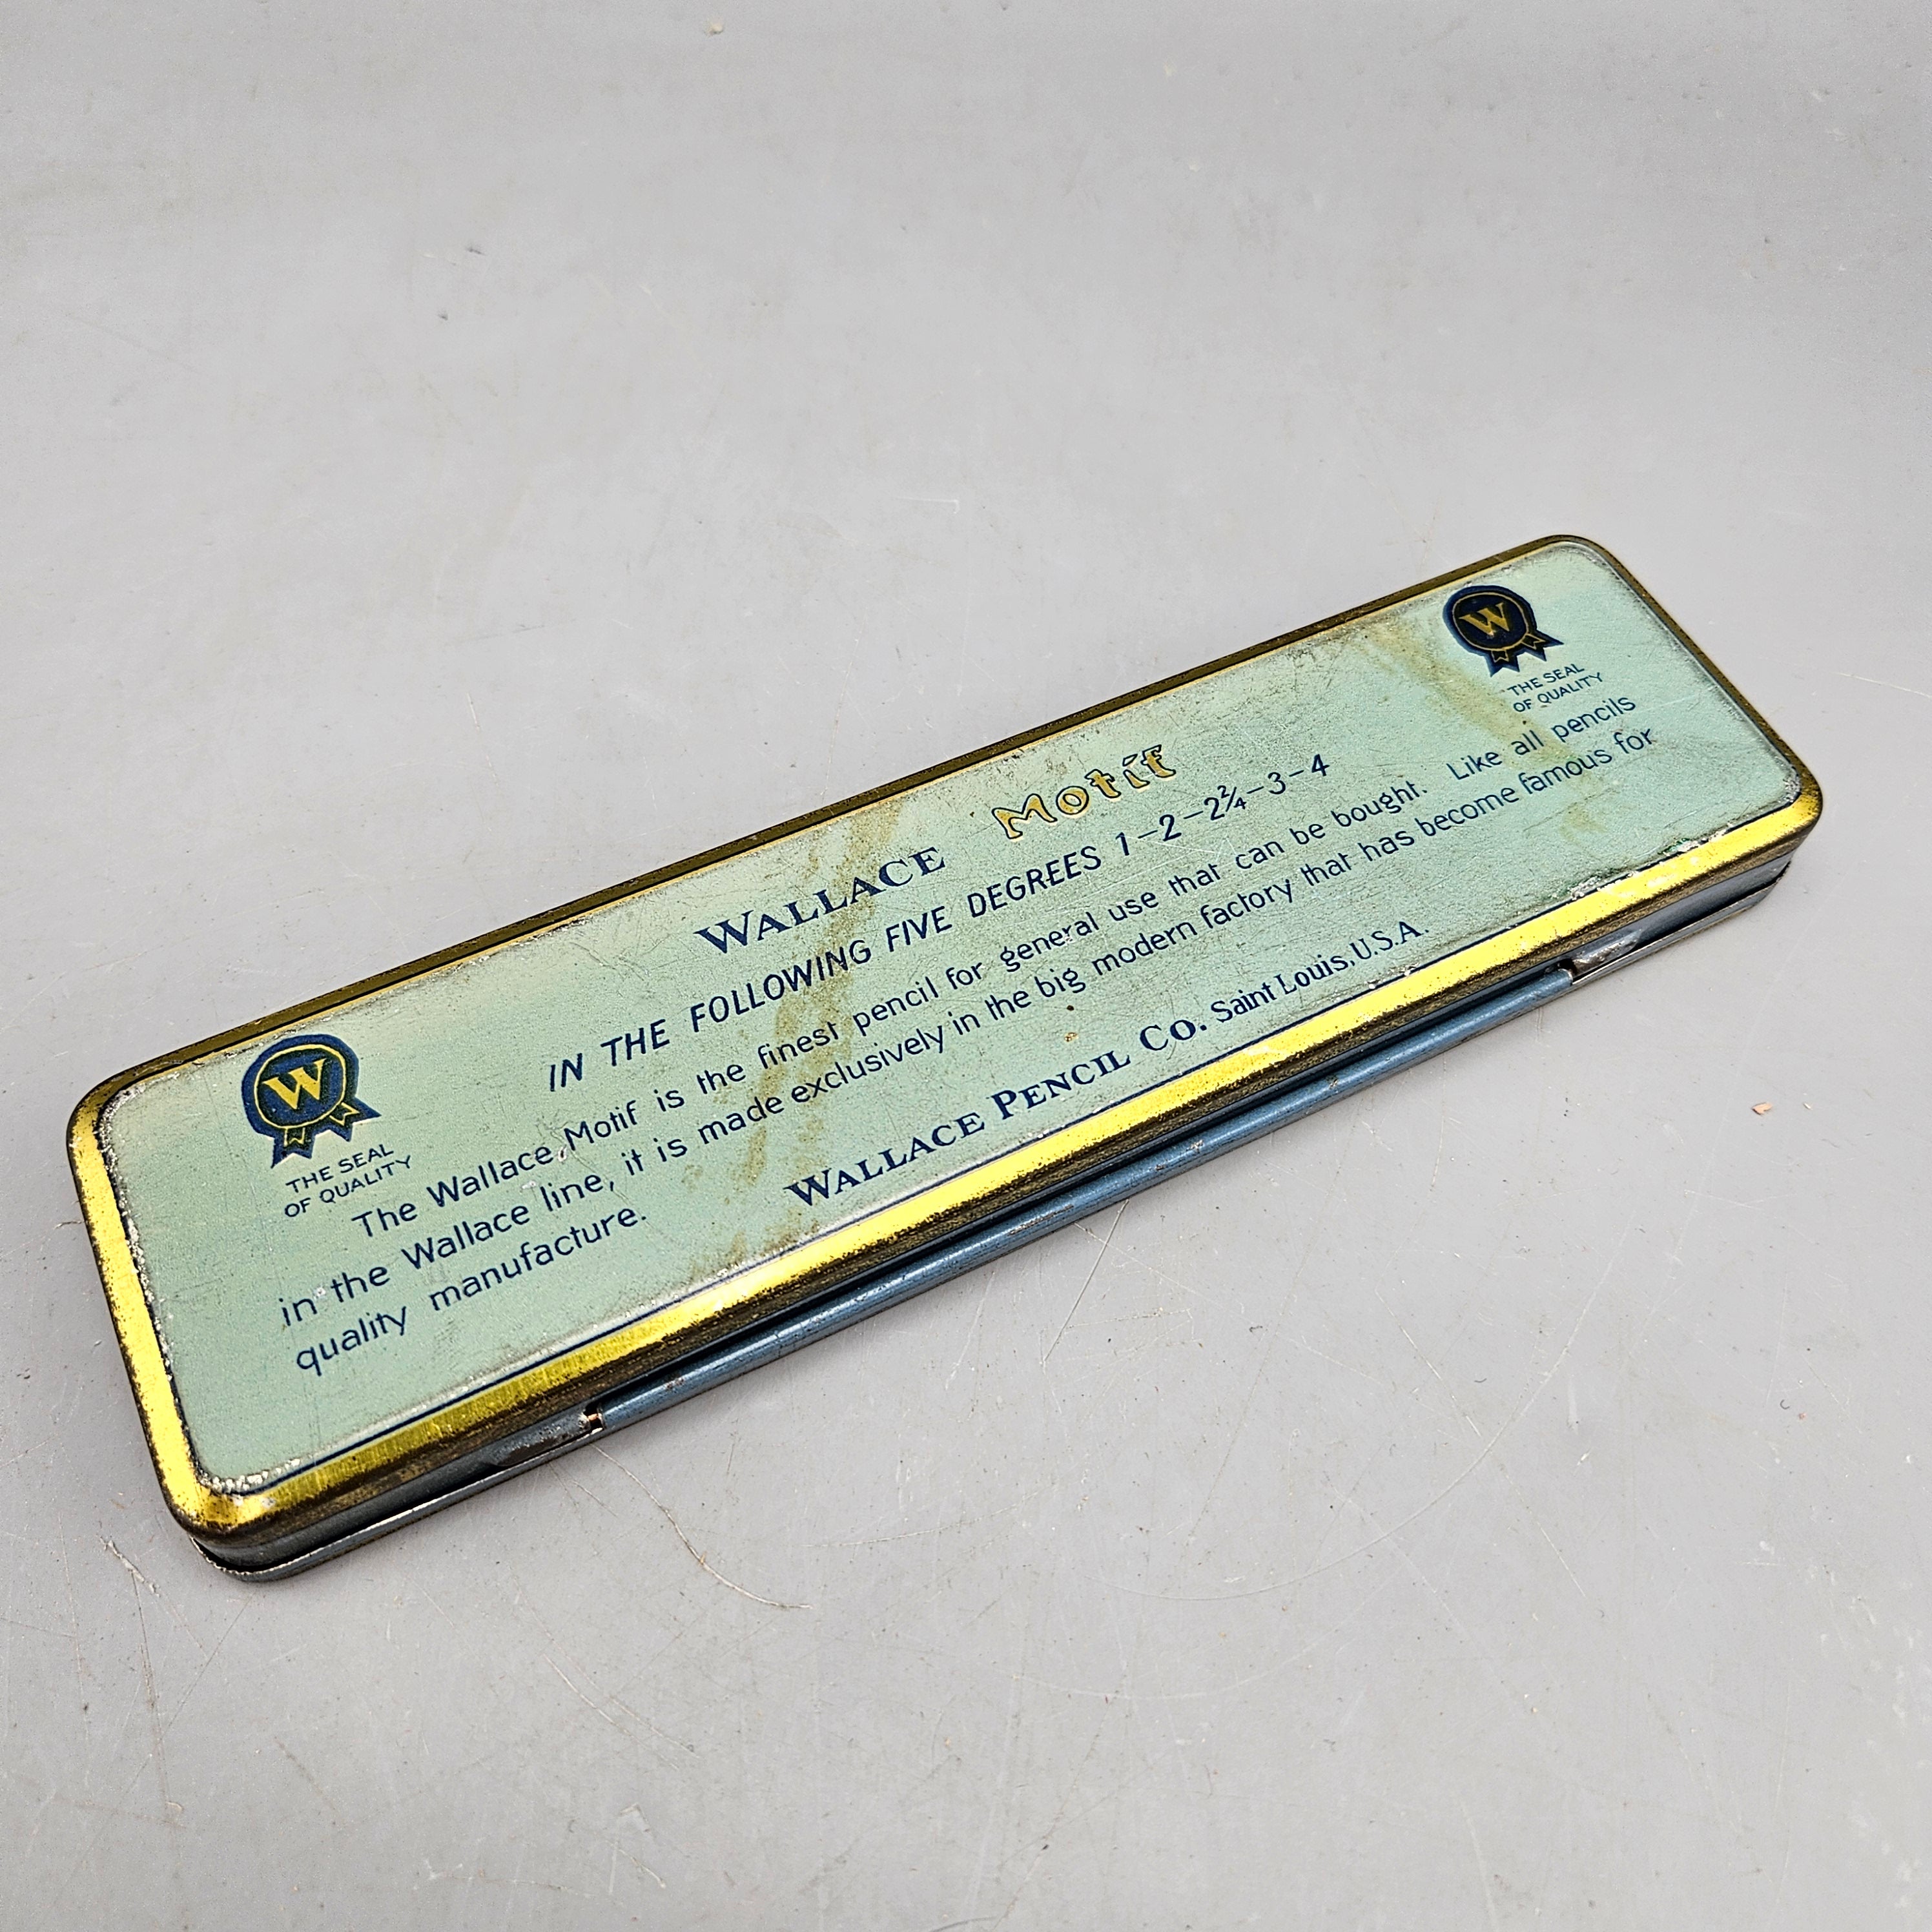 W
THE SEAL
OF QUALITY
W
THE SEAL
OF QUALITY
WALLACE Motif
IN THE FOLLOWING FIVE DEGREES 1-2-2 2/4-3-4
The Wallace Motif is the finest pencil for general use that can be bought. Like all pencils
in the Wallace line, it is made exclusively in the big modern factory that has become famous for
quality manufacture.
WALLACE PENCIL CO. Saint Louis, U.S.A.